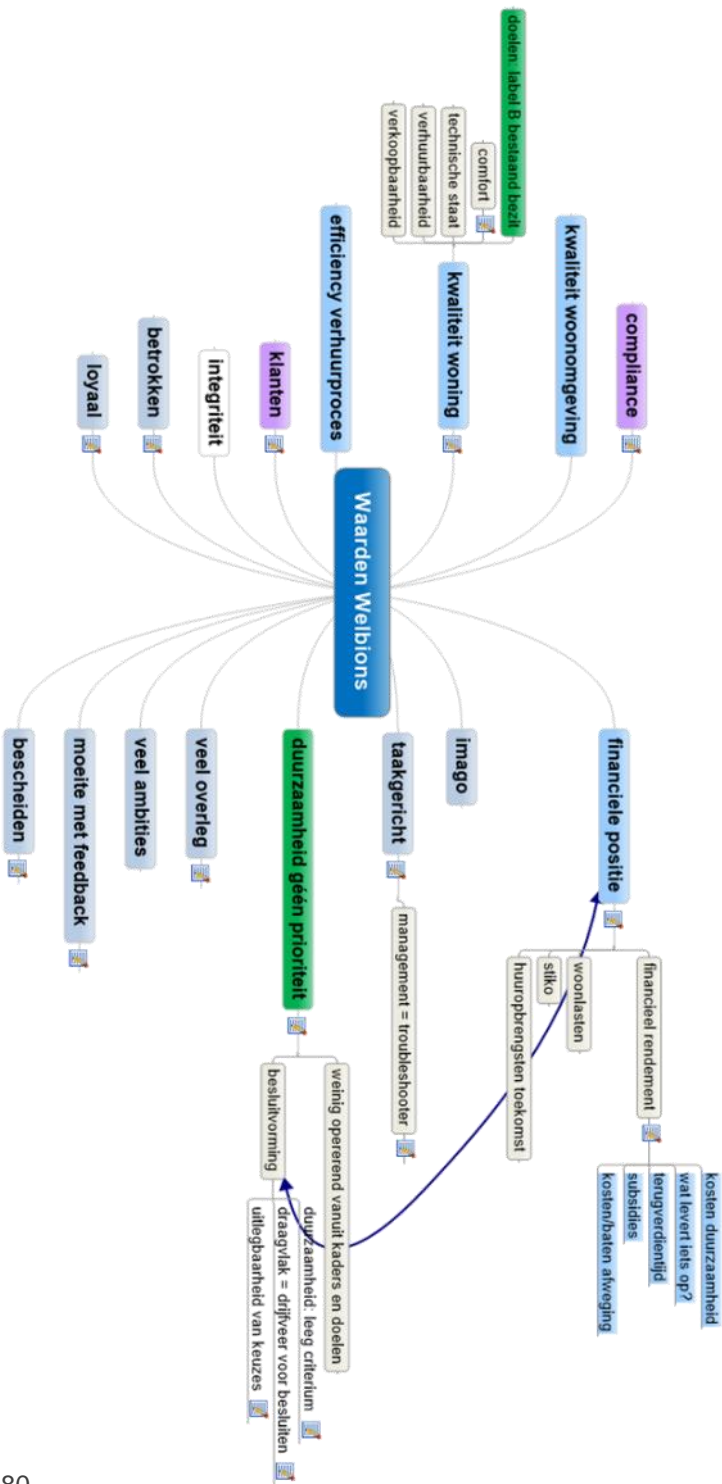 Waarden Welbions
compliance
kwaliteit woonomgeving
kwaliteit woning
doelen: label B bestaand bezit
comfort
technische staat
verhuurbaarheid
verkoopbaarheid
efficiency verhuurproces
klanten
integriteit
betrokken
loyaal
financiele positie
financieel rendement
kosten duurzaamheid
wat levert iets op?
terugverdientijd
subsidies
kosten/baten afweging
woonlasten
stiko
huuropbrengsten toekomst
imago
taakgericht
management = troubleshooter
duurzaamheid géén prioriteit
weinig opererend vanuit kaders en doelen
besluitvorming
duurzaamheid: leeg criterium
draagvlak = drijfveer voor besluiten
uitlegbaarheid van keuzes
veel overleg
veel ambities
moeite met feedback
bescheiden